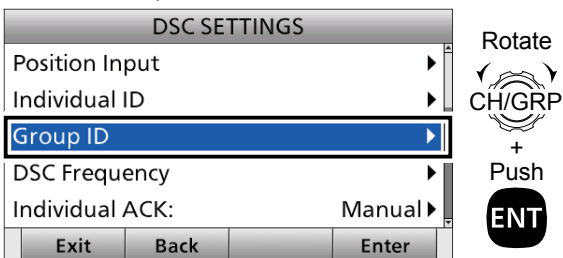 DSC SETTINGS
Position Input
Individual ID
Group ID
DSC Frequency
Individual ACK: Manual
Exit Back Enter
Rotate
CH/GRP
+
Push
ENT